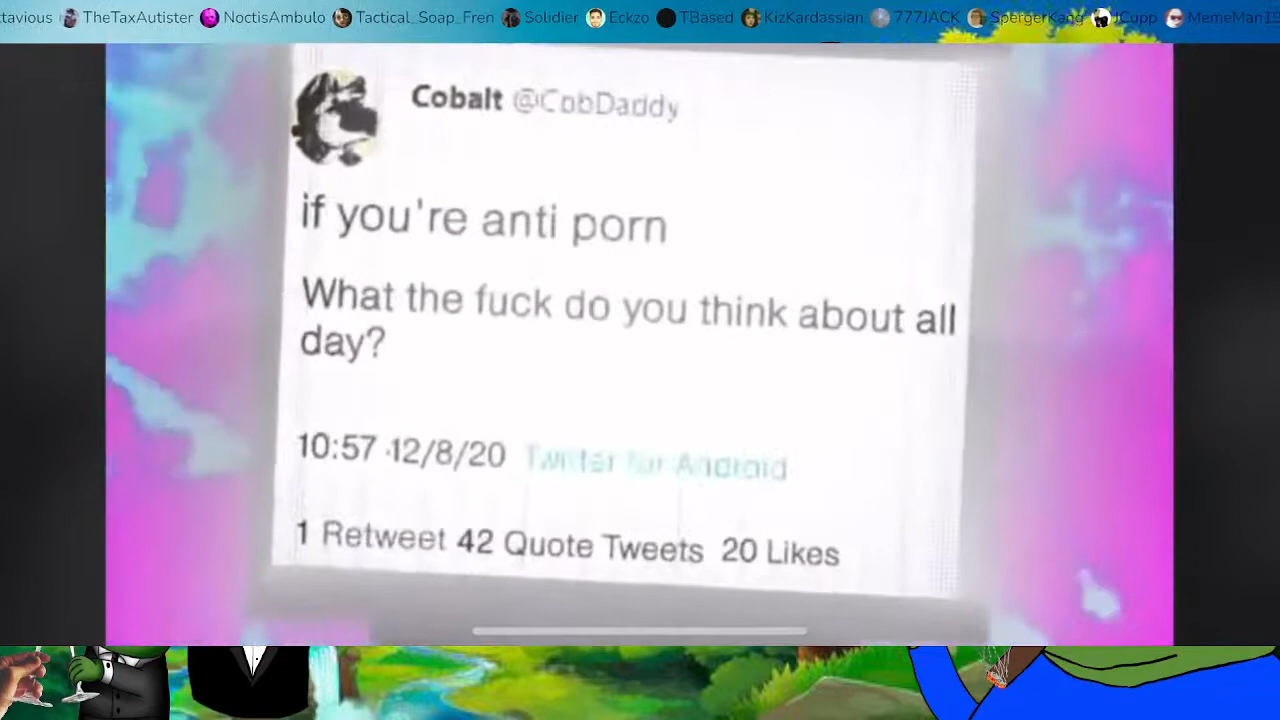 tavious TheTaxAutister NoctisAmbulo Tactical_Soap_Fren Solidier Eckzo TBased KizKardassian 777JACK SpergerKang JCupp MemeMan19
Cobalt @CobDaddy
if you're anti porn
What the fuck do you think about all
day?
10:57 ·12/8/20 Twitter for Android
1 Retweet 42 Quote Tweets 20 Likes